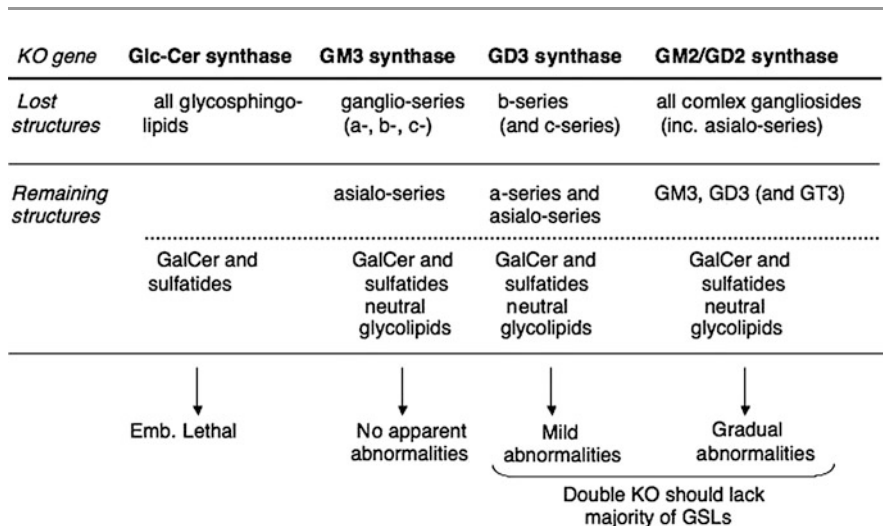 KO gene Glc-Cer synthase GM3 synthase GD3 synthase GM2/GD2 synthase
Lost all glycosphingo- ganglio-series b-series all comlex gangliosides
structures lipids (a-, b-, c-) (and c-series) (inc. asialo-series)
Remaining asialo-series a-series and GM3, GD3 (and GT3)
structures asialo-series
GalCer and GalCer and GalCer and GalCer and
sulfatides sulfatides sulfatides sulfatides
neutral neutral neutral
glycolipids glycolipids glycolipids
Emb. Lethal No apparent Mild Gradual
abnormalities abnormalities abnormalities
Double KO should lack
majority of GSLs